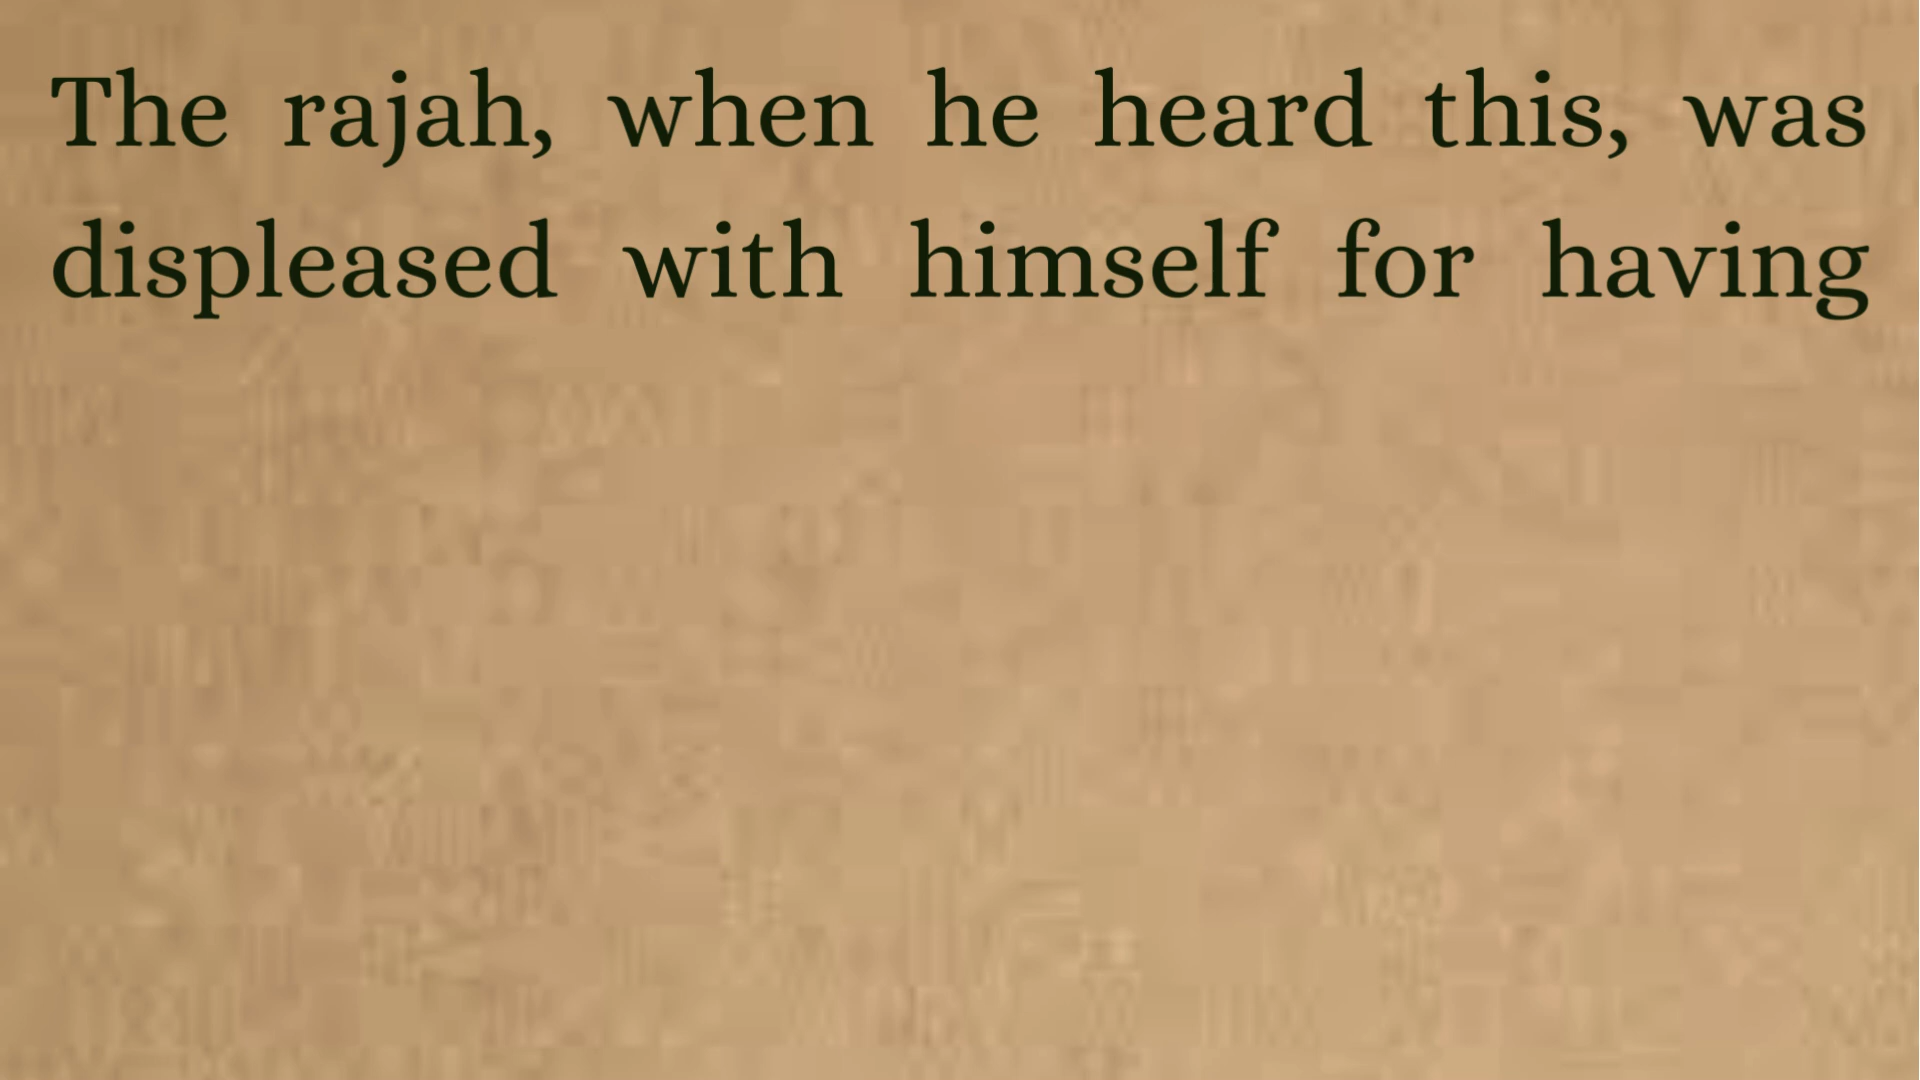 The rajah, when he heard this, was
displeased with himself for having